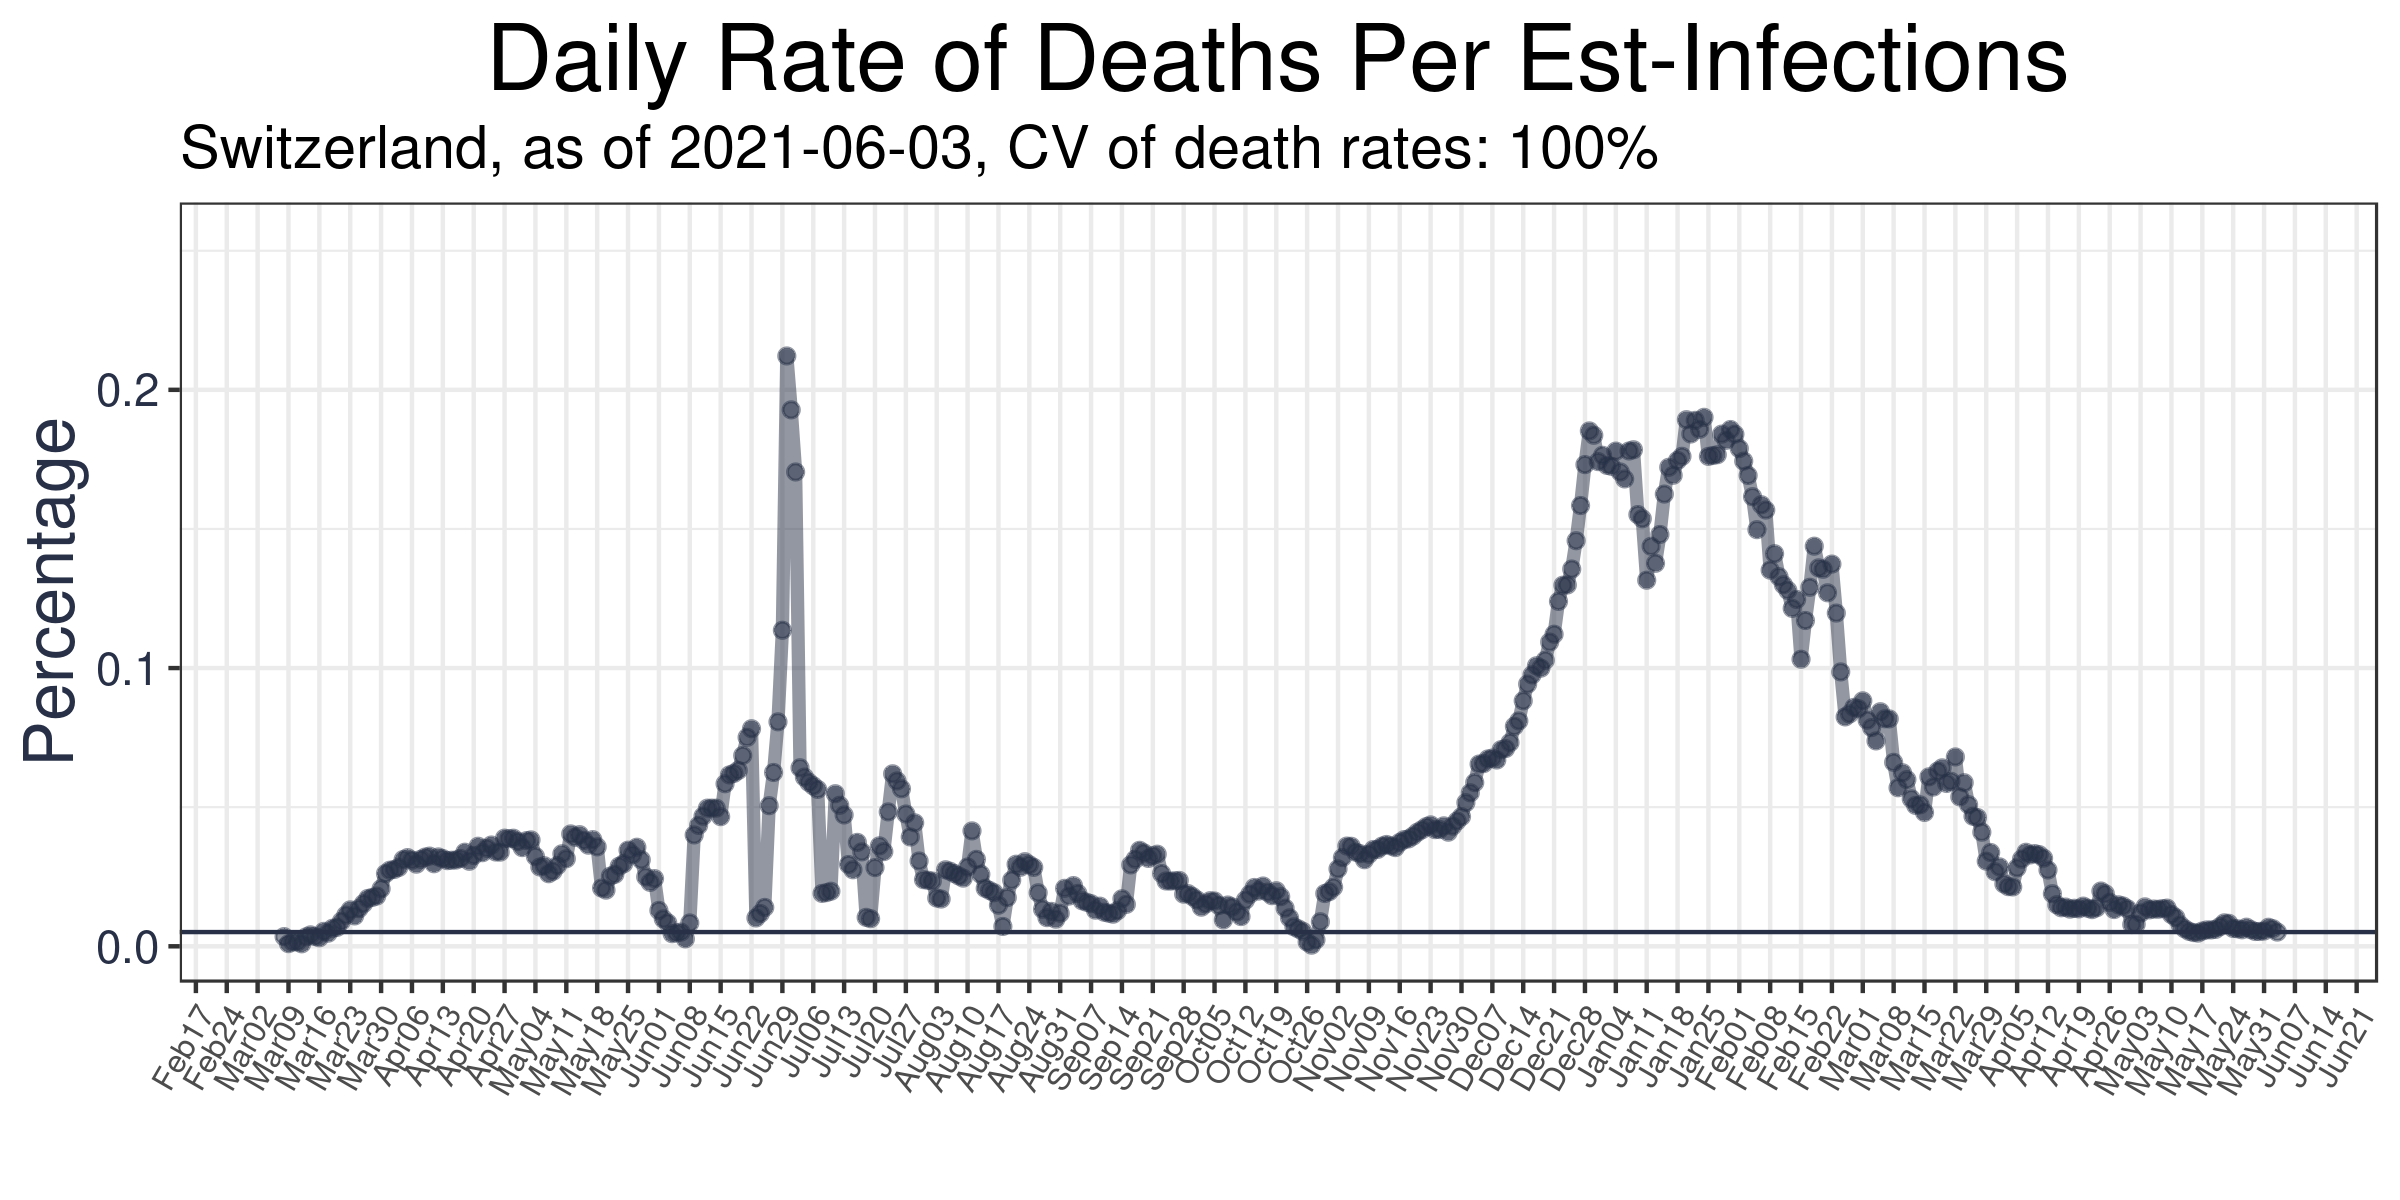 Daily Rate of Deaths Per Est-Infections
Switzerland, as of 2021-06-03, CV of death rates: 100%
Percentage
0.2
0.1
0.0
Feb17
Feb24
Mar02
Mar09
Mar16
Mar23
Mar30
Apr06
Apr13
Apr20
Apr27
May04
May11
May18
May25
Jun01
Jun08
Jun15
Jun22
Jun29
Jul06
Jul13
Jul20
Jul27
Aug03
Aug10
Aug17
Aug24
Aug31
Sep07
Sep14
Sep21
Sep28
Oct05
Oct12
Oct19
Oct26
Nov02
Nov09
Nov16
Nov23
Nov30
Dec07
Dec14
Dec21
Dec28
Jan04
Jan11
Jan18
Jan25
Feb01
Feb08
Feb15
Feb22
Mar01
Mar08
Mar15
Mar22
Mar29
Apr05
Apr12
Apr19
Apr26
May03
May10
May17
May24
May31
Jun07
Jun14
Jun21